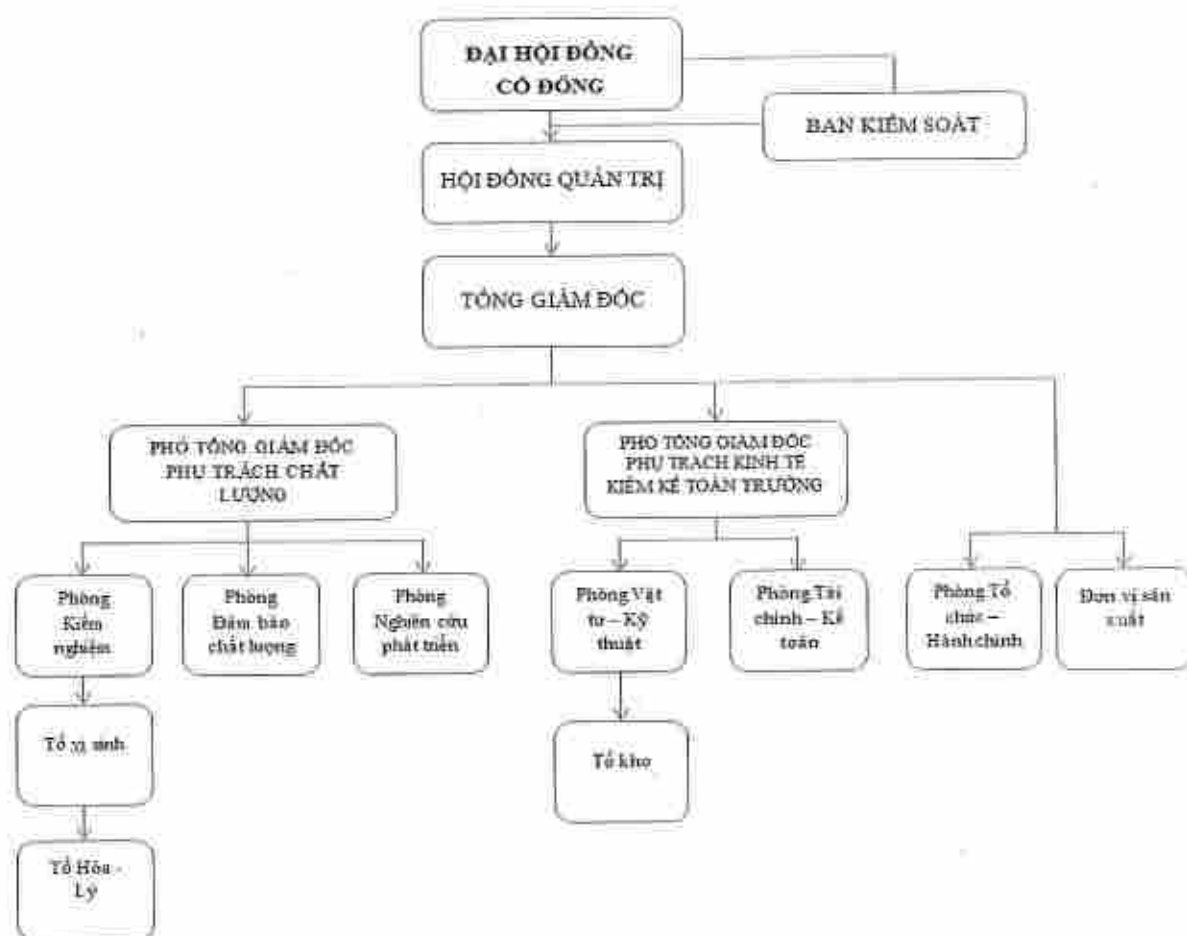 ĐẠI HỘI ĐỒNG
CỔ ĐÔNG
BAN KIỂM SOÁT
HỘI ĐỒNG QUẢN TRỊ
TỔNG GIÁM ĐỐC
PHÓ TỔNG GIÁM ĐỐC
PHỤ TRÁCH CHẤT
LƯỢNG
PHÓ TỔNG GIÁM ĐỐC
PHỤ TRÁCH KINH TẾ
KIÊM KẾ TOÁN TRƯỞNG
Phòng
Kiểm
nghiệm
Phòng
Đảm bảo
chất lượng
Phòng
Nghiên cứu
phát triển
Phòng Vật
tư – Kỹ
thuật
Phòng Tài
chính – Kế
toán
Phòng Tổ
chức –
Hành chính
Đơn vị sản
xuất
Tổ vi sinh
Tổ kho
Tổ Hóa -
Lý